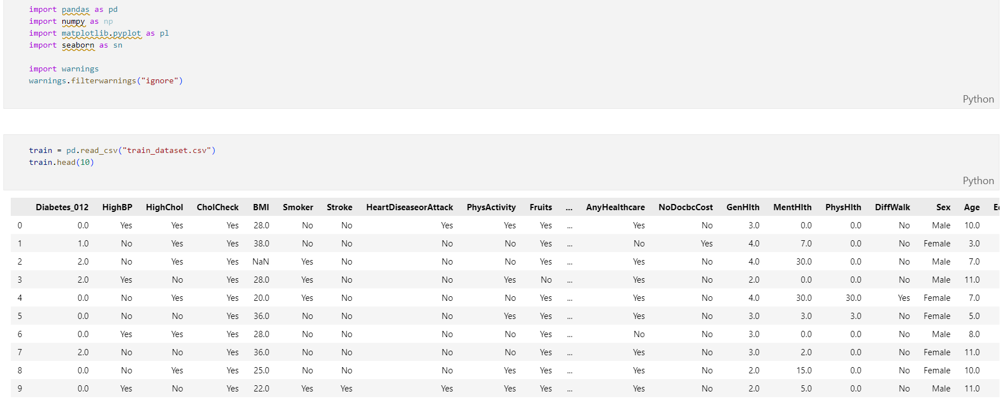 import pandas as pd
import numpy as np
import matplotlib.pyplot as pl
import seaborn as sn
import warnings
warnings.filterwarnings("ignore")
Python
train = pd.read_csv("train_dataset.csv")
train.head(10)
Python
Diabetes_012 HighBP HighChol CholCheck BMI Smoker Stroke HeartDiseaseorAttack PhysActivity Fruits ... AnyHealthcare NoDocbcCost GenHlth MentHlth PhysHlth DiffWalk Sex Age
0 0.0 Yes Yes Yes 28.0 No No Yes Yes Yes ... Yes No 3.0 0.0 0.0 No Male 10.0
1 1.0 No Yes Yes 38.0 No No No No Yes ... No Yes 4.0 7.0 0.0 No Female 3.0
2 2.0 No Yes Yes NaN Yes No No No Yes ... Yes No 4.0 30.0 0.0 No Male 7.0
3 2.0 Yes No Yes 28.0 Yes No No Yes No ... Yes No 2.0 0.0 0.0 No Male 11.0
4 0.0 No Yes Yes 20.0 Yes No No No Yes ... Yes No 4.0 30.0 30.0 Yes Female 7.0
5 0.0 No No Yes 36.0 No No No Yes Yes ... Yes No 3.0 3.0 3.0 No Female 5.0
6 0.0 Yes Yes Yes 28.0 No No No No Yes ... No No 3.0 0.0 0.0 No Male 8.0
7 2.0 No No Yes 36.0 No No No No Yes ... Yes No 3.0 2.0 0.0 No Female 11.0
8 0.0 No Yes Yes 25.0 No No No Yes Yes ... Yes No 2.0 15.0 0.0 No Female 10.0
9 0.0 Yes No Yes 22.0 Yes Yes Yes Yes Yes ... Yes No 2.0 5.0 0.0 No Male 11.0